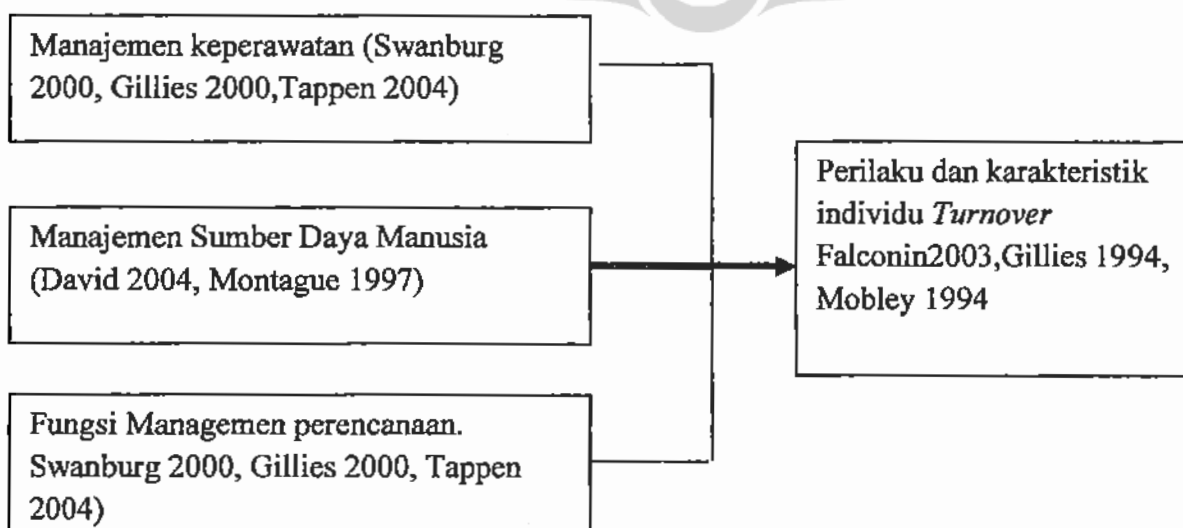 Manajemen keperawatan (Swanburg
2000, Gillies 2000,Tappen 2004)
Manajemen Sumber Daya Manusia
(David 2004, Montague 1997)
Fungsi Managemen perencanaan.
Swanburg 2000, Gillies 2000, Tappen
2004)
Perilaku dan karakteristik
individu Turnover
Falconin2003,Gillies 1994,
Mobley 1994